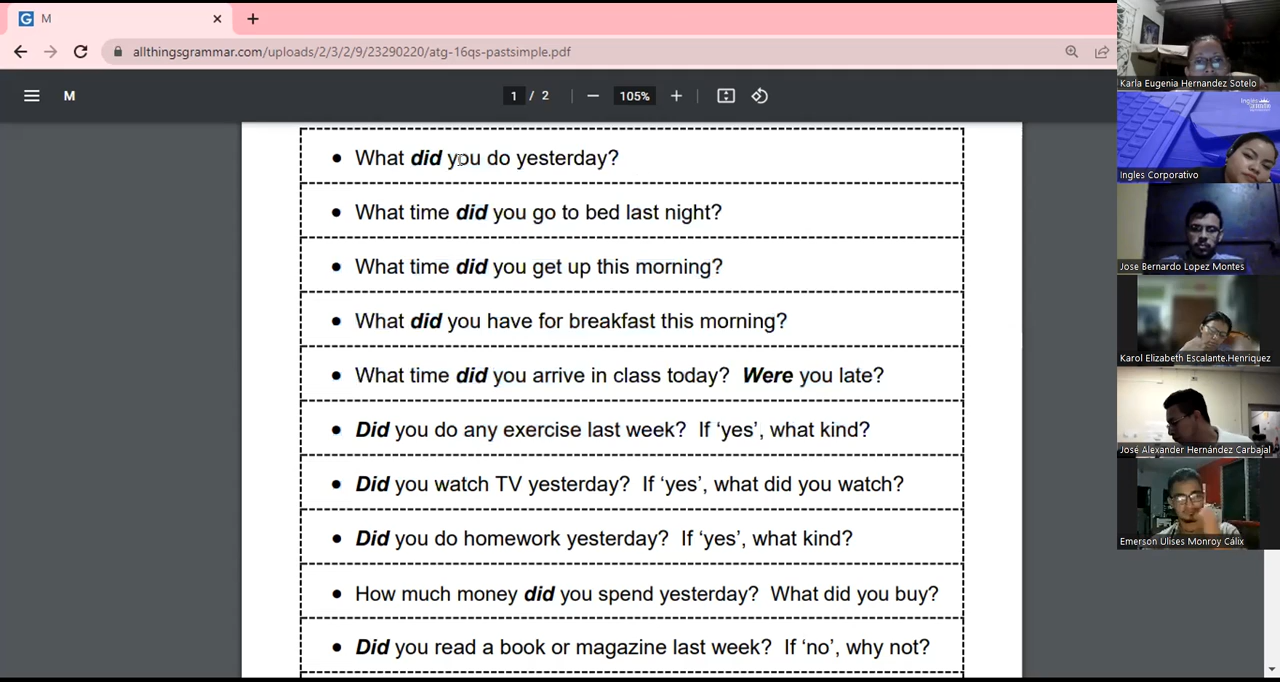 M
allthingsgrammar.com/uploads/2/3/2/9/23290220/atg-16qs-pastsimple.pdf
M
1 / 2
105%
What did you do yesterday?
What time did you go to bed last night?
What time did you get up this morning?
What did you have for breakfast this morning?
What time did you arrive in class today? Were you late?
Did you do any exercise last week? If ‘yes’, what kind?
Did you watch TV yesterday? If ‘yes’, what did you watch?
Did you do homework yesterday? If ‘yes’, what kind?
How much money did you spend yesterday? What did you buy?
Did you read a book or magazine last week? If ‘no’, why not?
Karla Eugenia Hernandez Sotelo
Ingles Corporativo
Jose Bernardo Lopez Montes
Karol Elizabeth Escalante.Henriquez
José Alexander Hernández Carbajal
Emerson Ulises Monroy Cálix